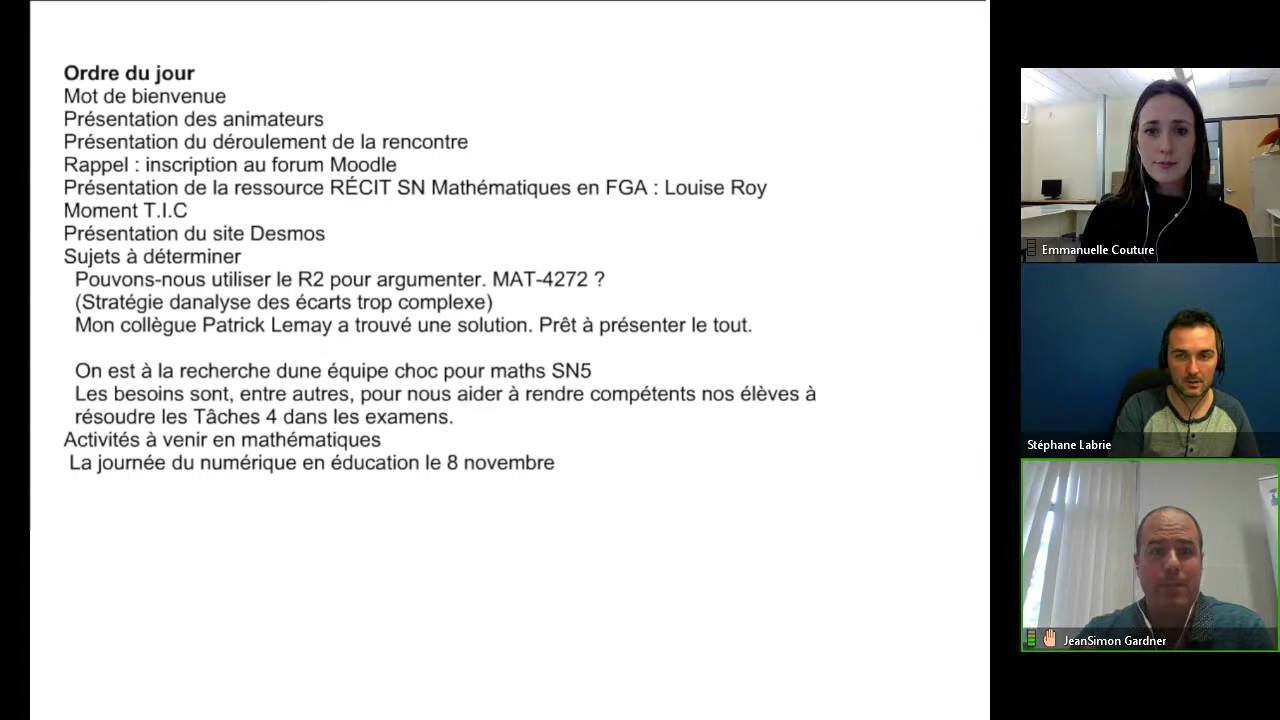 Ordre du jour
Mot de bienvenue
Présentation des animateurs
Présentation du déroulement de la rencontre
Rappel : inscription au forum Moodle
Présentation de la ressource RÉCIT SN Mathématiques en FGA : Louise Roy
Moment T.I.C
Présentation du site Desmos
Sujets à déterminer
Pouvons-nous utiliser le R2 pour argumenter. MAT-4272 ?
(Stratégie danalyse des écarts trop complexe)
Mon collègue Patrick Lemay a trouvé une solution. Prêt à présenter le tout.
On est à la recherche dune équipe choc pour maths SN5
Les besoins sont, entre autres, pour nous aider à rendre compétents nos élèves à
résoudre les Tâches 4 dans les examens.
Activités à venir en mathématiques
La journée du numérique en éducation le 8 novembre
Emmanuelle Couture
Stéphane Labrie
JeanSimon Gardner